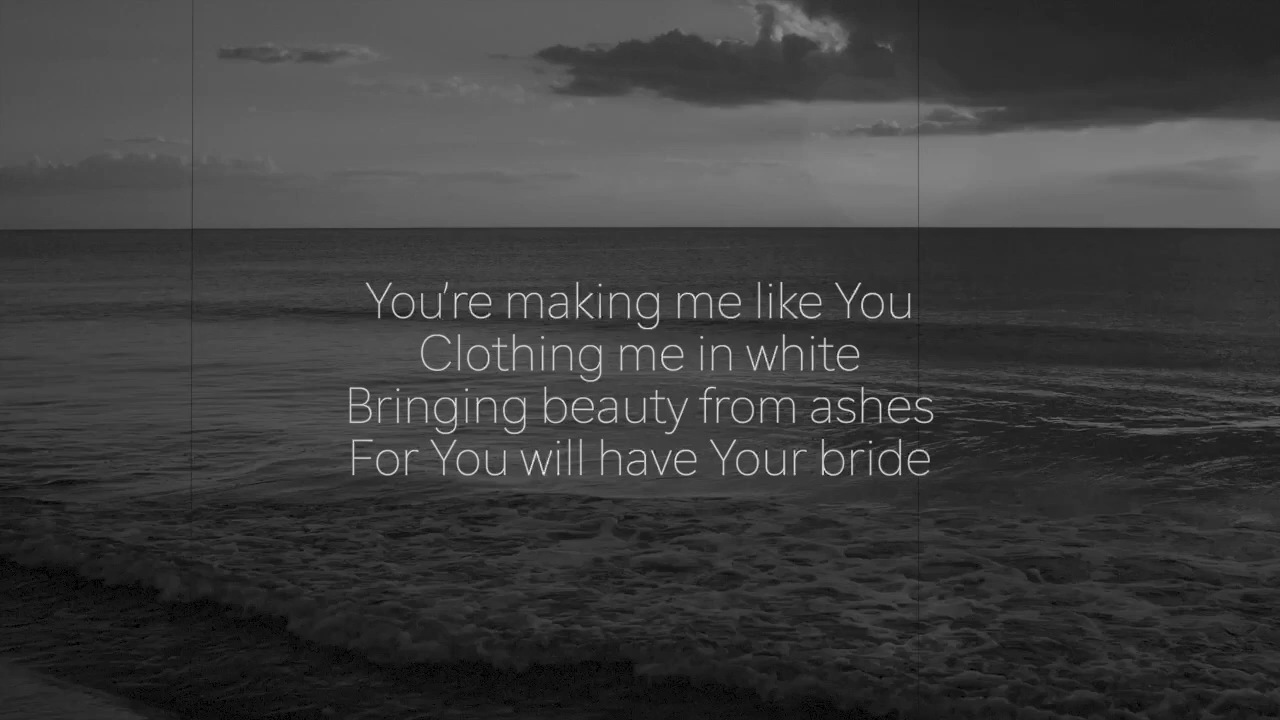 You're making me like You
Clothing me in white
Bringing beauty from ashes
For You will have Your bride